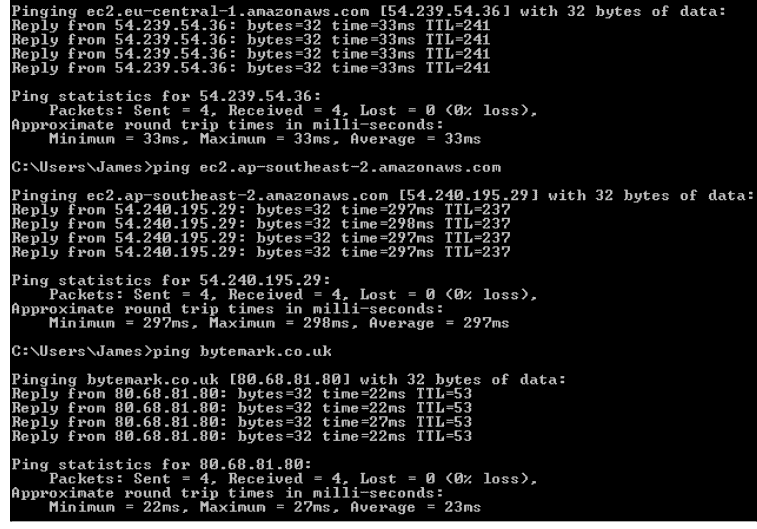 Pinging ec2.eu-central-1.amazonaws.com [54.239.54.36] with 32 bytes of data:
Reply from 54.239.54.36: bytes=32 time=33ms TTL=241
Reply from 54.239.54.36: bytes=32 time=33ms TTL=241
Reply from 54.239.54.36: bytes=32 time=33ms TTL=241
Reply from 54.239.54.36: bytes=32 time=33ms TTL=241
Ping statistics for 54.239.54.36:
Packets: Sent = 4, Received = 4, Lost = 0 (0% loss),
Approximate round trip times in milli-seconds:
Minimum = 33ms, Maximum = 33ms, Average = 33ms
C:\Users\James>ping ec2.ap-southeast-2.amazonaws.com
Pinging ec2.ap-southeast-2.amazonaws.com [54.240.195.29] with 32 bytes of data:
Reply from 54.240.195.29: bytes=32 time=297ms TTL=237
Reply from 54.240.195.29: bytes=32 time=298ms TTL=237
Reply from 54.240.195.29: bytes=32 time=297ms TTL=237
Reply from 54.240.195.29: bytes=32 time=297ms TTL=237
Ping statistics for 54.240.195.29:
Packets: Sent = 4, Received = 4, Lost = 0 (0% loss),
Approximate round trip times in milli-seconds:
Minimum = 297ms, Maximum = 298ms, Average = 297ms
C:\Users\James>ping bytemark.co.uk
Pinging bytemark.co.uk [80.68.81.80] with 32 bytes of data:
Reply from 80.68.81.80: bytes=32 time=22ms TTL=53
Reply from 80.68.81.80: bytes=32 time=22ms TTL=53
Reply from 80.68.81.80: bytes=32 time=27ms TTL=53
Reply from 80.68.81.80: bytes=32 time=22ms TTL=53
Ping statistics for 80.68.81.80:
Packets: Sent = 4, Received = 4, Lost = 0 (0% loss),
Approximate round trip times in milli-seconds:
Minimum = 22ms, Maximum = 27ms, Average = 23ms